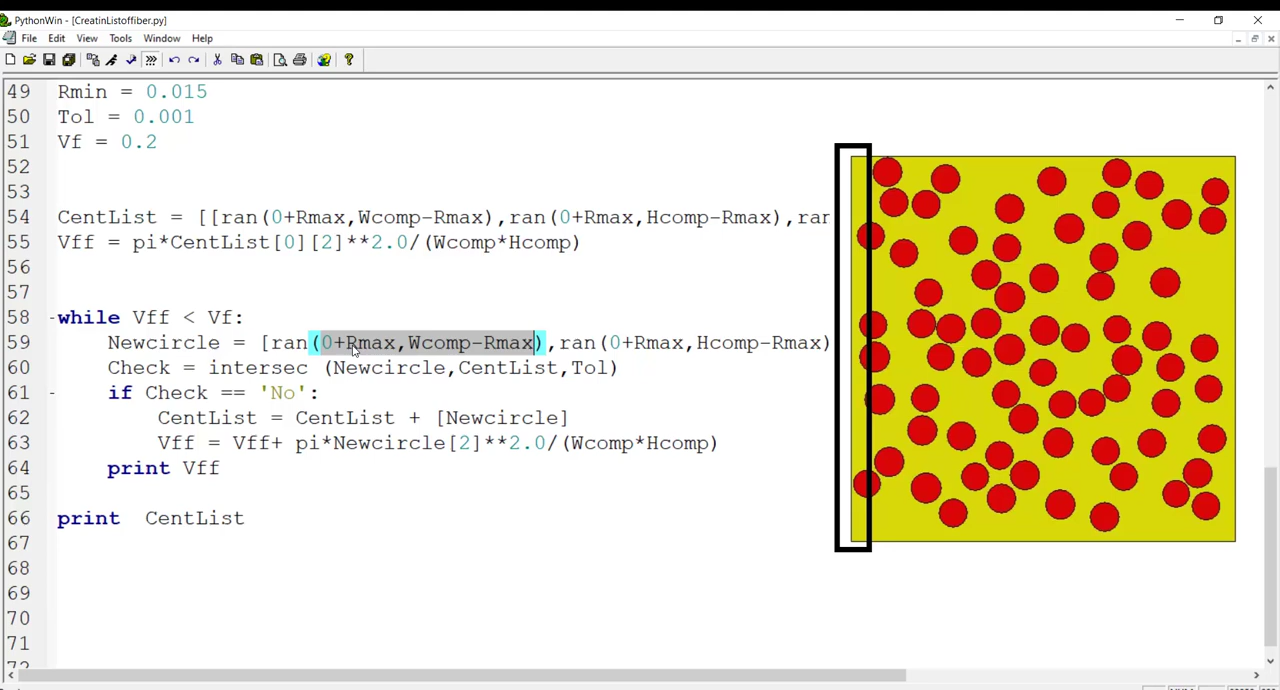 PythonWin - [CreatinListoffiber.py]
File Edit View Tools Window Help
49 Rmin = 0.015
50 Tol = 0.001
51 Vf = 0.2
52
53
54 CentList = [[ran(0+Rmax,Wcomp-Rmax),ran(0+Rmax,Hcomp-Rmax),ran
55 Vff = pi*CentList[0][2]**2.0/(Wcomp*Hcomp)
56
57
58 -while Vff < Vf:
59 Newcircle = [ran(0+Rmax,Wcomp-Rmax),ran(0+Rmax,Hcomp-Rmax)
60 Check = intersec (Newcircle,CentList,Tol)
61 - if Check == 'No':
62 CentList = CentList + [Newcircle]
63 Vff = Vff+ pi*Newcircle[2]**2.0/(Wcomp*Hcomp)
64 print Vff
65
66 print CentList
67
68
69
70
71